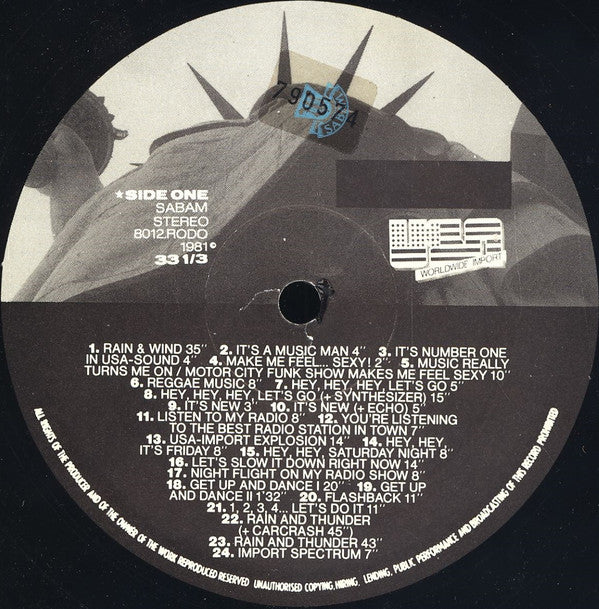 790574
SABAM
★SIDE ONE
SABAM
STEREO
8012.RODO
1981©
33 1/3
USA
WORLDWIDE IMPORT
1. RAIN & WIND 35" 2. IT'S A MUSIC MAN 4" 3. IT'S NUMBER ONE
IN USA-SOUND 4" 4. MAKE ME FEEL... SEXY! 2" 5. MUSIC REALLY
TURNS ME ON / MOTOR CITY FUNK SHOW MAKES ME FEEL SEXY 10"
6. REGGAE MUSIC 8" 7. HEY, HEY, HEY, LET'S GO 5"
8. HEY, HEY, HEY, LET'S GO (+ SYNTHESIZER) 15"
9. IT'S NEW 3" 10. IT'S NEW (+ ECHO) 5"
11. LISTEN TO MY RADIO 8" 12. YOU'RE LISTENING
TO THE BEST RADIO STATION IN TOWN 7"
13. USA-IMPORT EXPLOSION 14" 14. HEY, HEY,
IT'S FRIDAY 8" 15. HEY, HEY, SATURDAY NIGHT 8"
16. LET'S SLOW IT DOWN RIGHT NOW 14"
17. NIGHT FLIGHT ON MY RADIO SHOW 8"
18. GET UP AND DANCE I 20" 19. GET UP
AND DANCE II 1'32" 20. FLASHBACK 11"
21. 1, 2, 3, 4... LET'S DO IT 11"
22. RAIN AND THUNDER
(+ CARCRASH 45")
23. RAIN AND THUNDER 43"
24. IMPORT SPECTRUM 7"
ALL RIGHTS OF THE PRODUCER AND OF THE OWNER OF THE WORK REPRODUCED RESERVED UNAUTHORISED COPYING, HIRING, LENDING, PUBLIC PERFORMANCE AND BROADCASTING OF THIS RECORD PROHIBITED